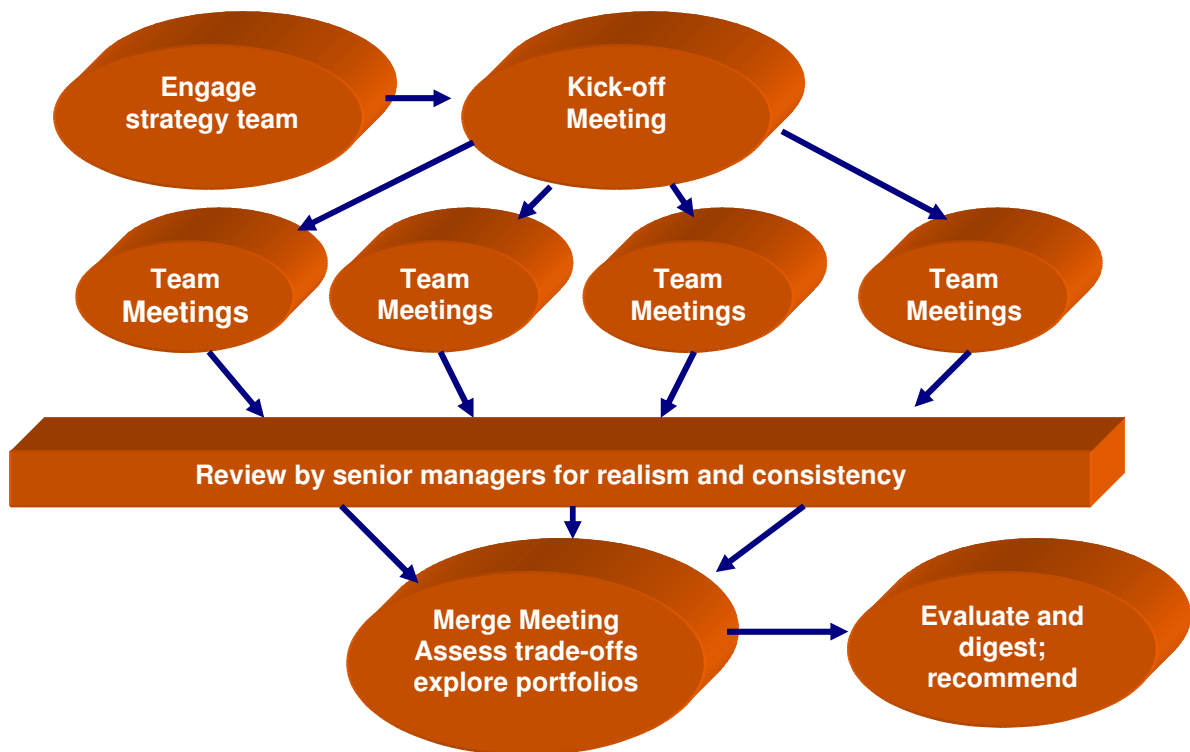 Engage
strategy team
Kick-off
Meeting
Team
Meetings
Team
Meetings
Team
Meetings
Team
Meetings
Review by senior managers for realism and consistency
Merge Meeting
Assess trade-offs
explore portfolios
Evaluate and
digest;
recommend